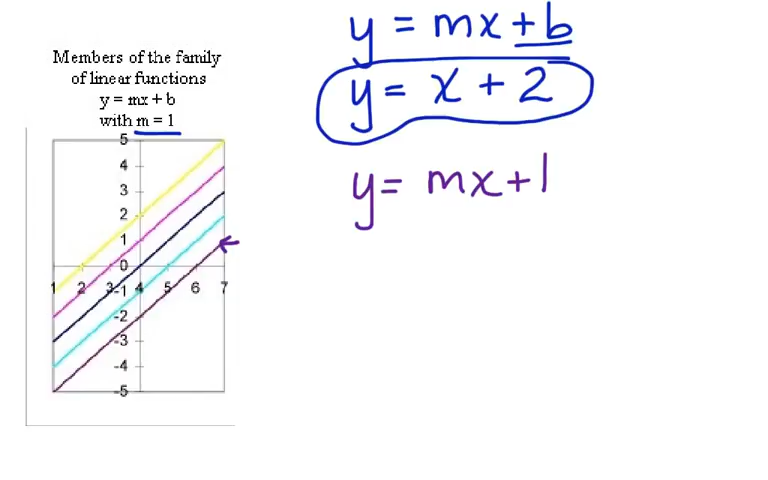 Members of the family
of linear functions
y = mx + b
with m = 1
5
4
3
2
1
0
1 2 3 4 5 6 7
-1
-2
-3
-4
-5
y = mx + b
y = x + 2
y = mx + 1